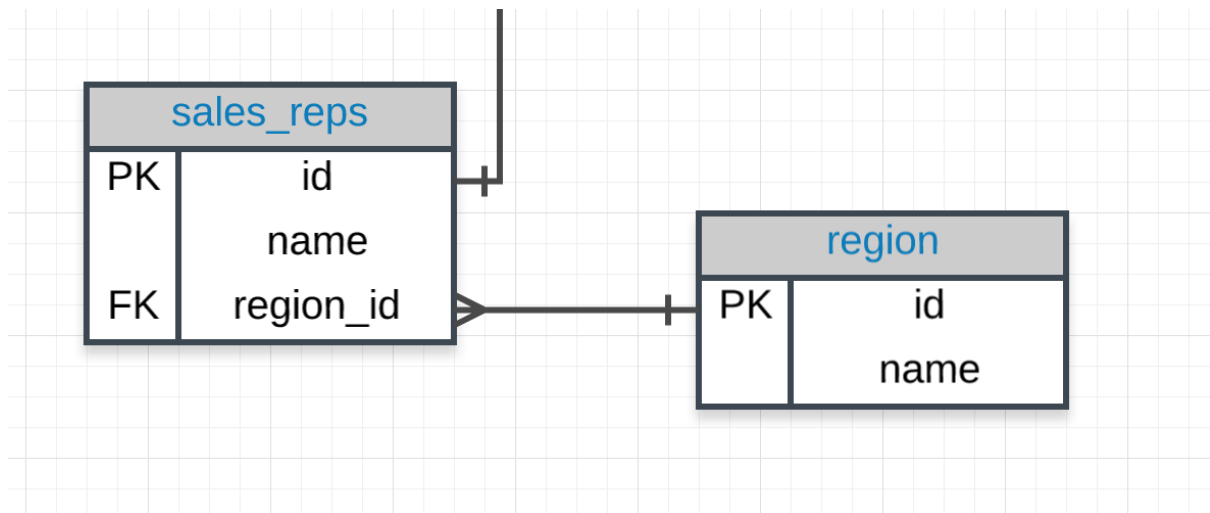 sales_reps
PK id
name
FK region_id
region
PK id
name